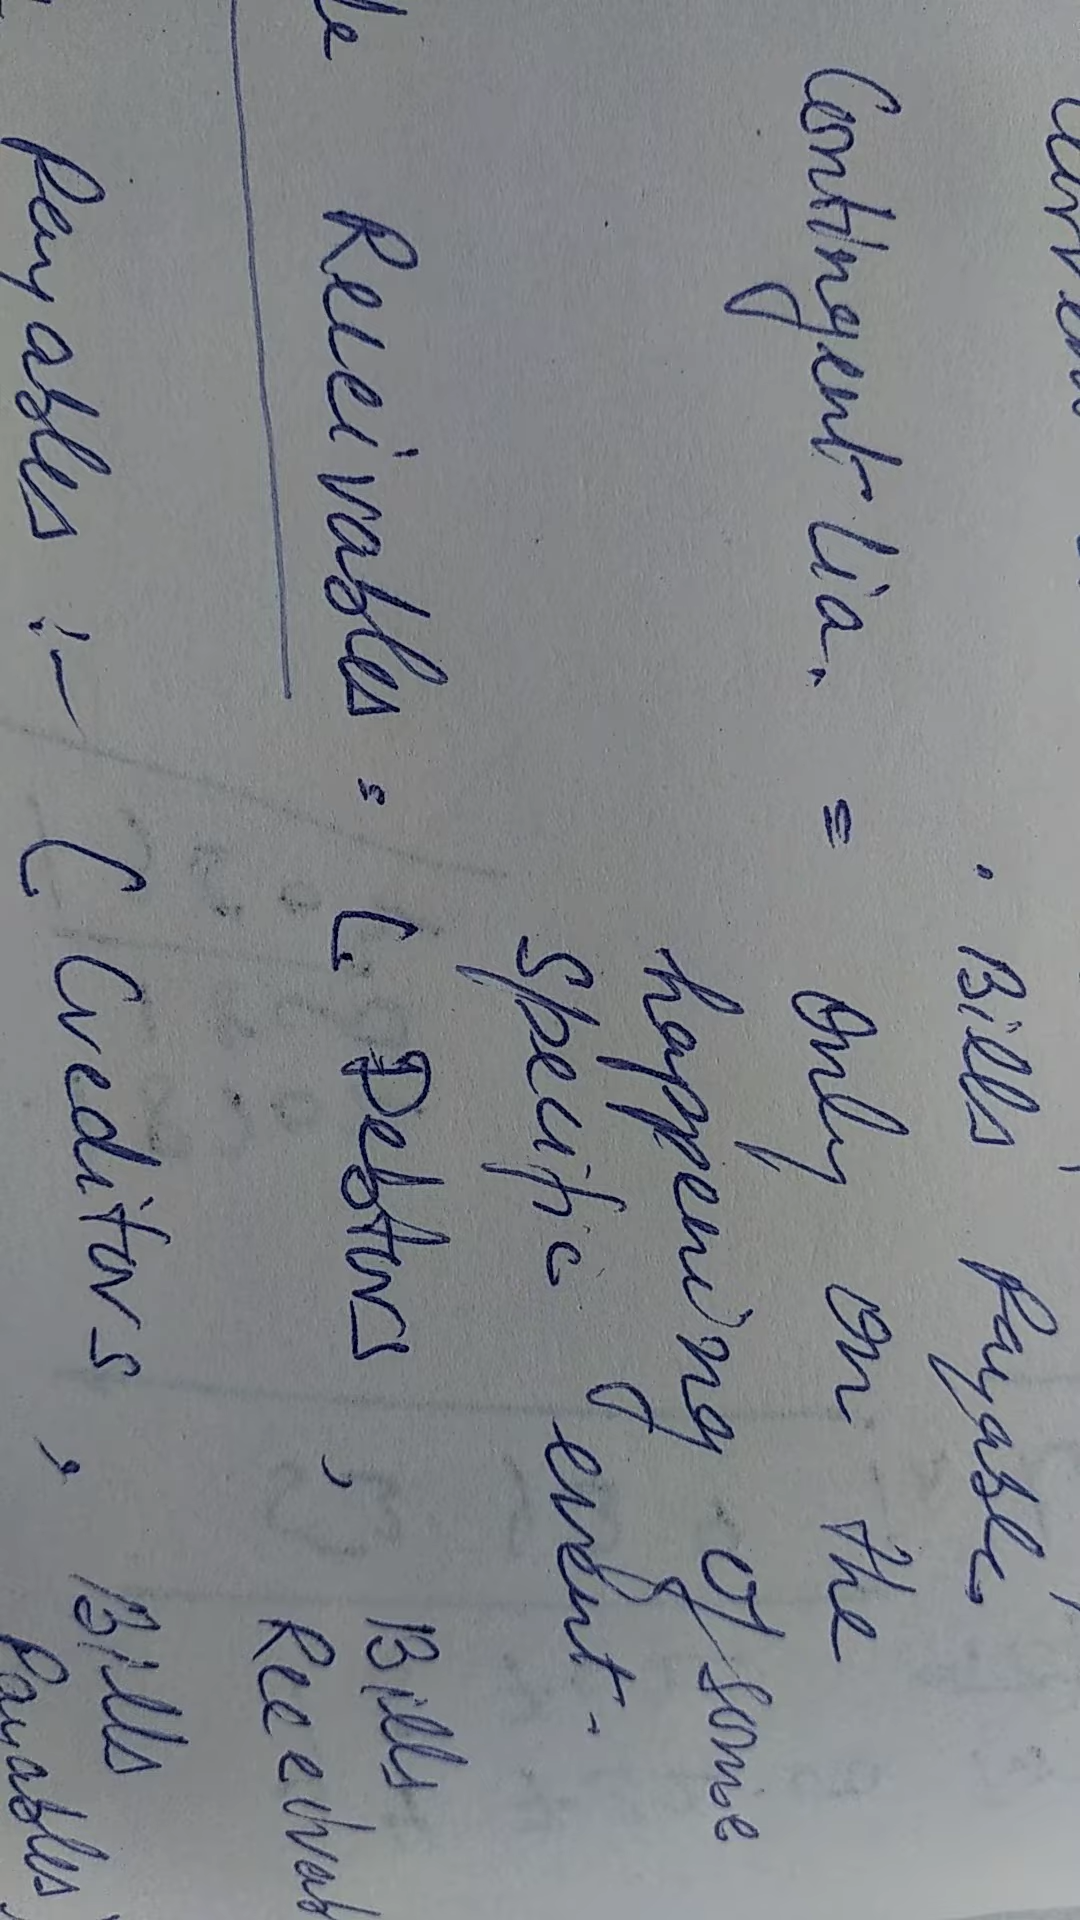 . Bills Payable
Contingent Lia. = Only on the
happening of some
specific event.
Receivables = ( Debtors , Bills
Payables :- ( Creditors , Bills
Payables)